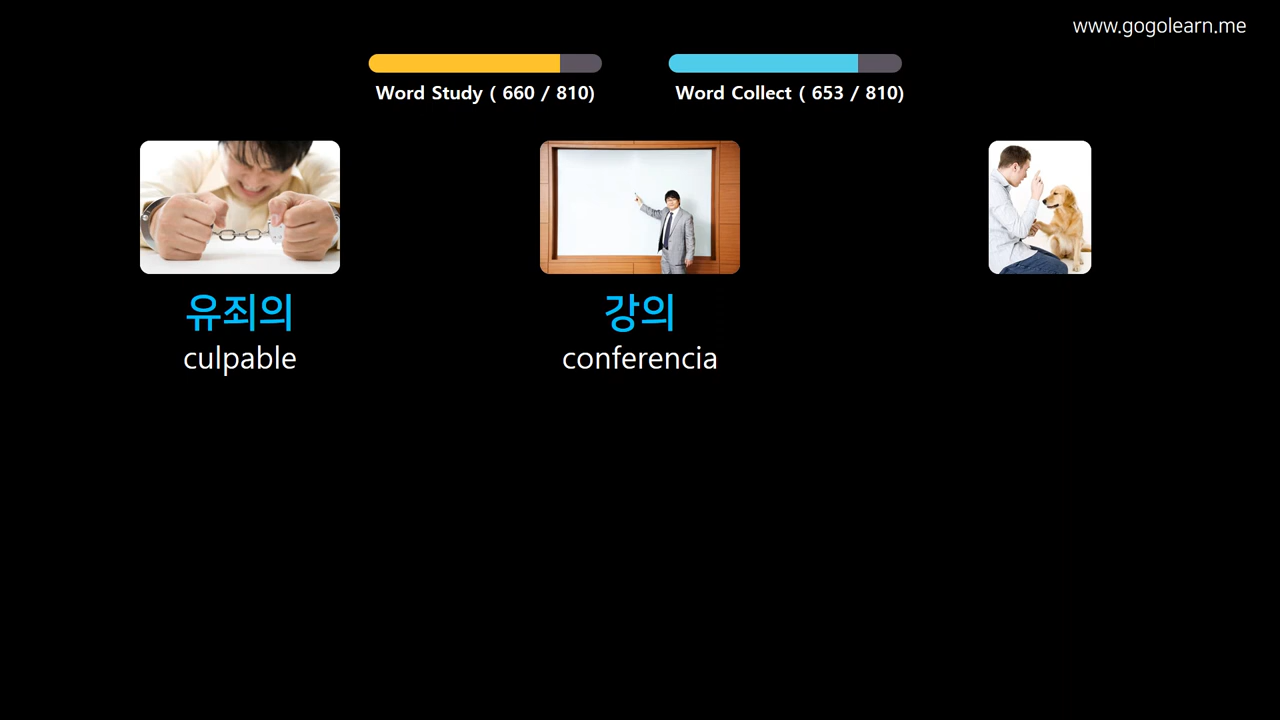 www.gogolearn.me
Word Study ( 660 / 810)
Word Collect ( 653 / 810)
유죄의
culpable
강의
conferencia